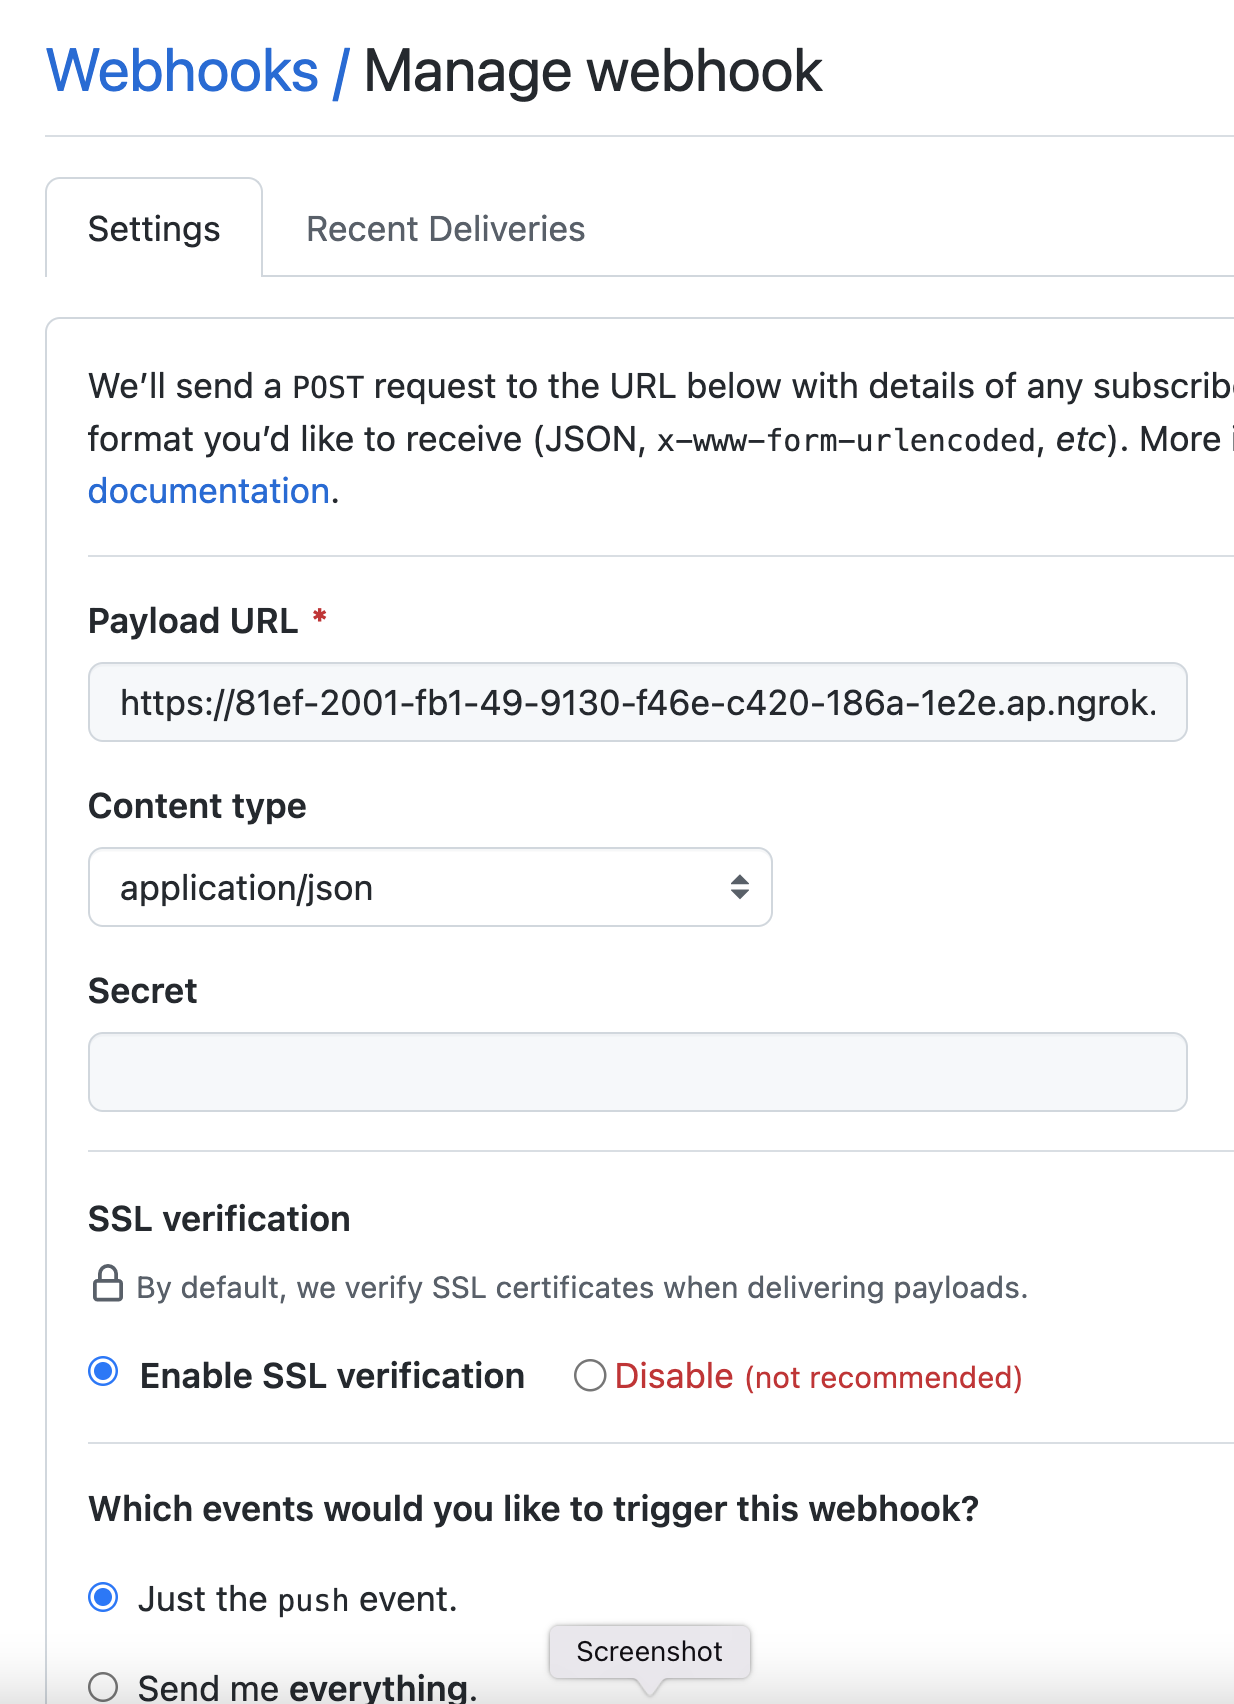 Webhooks / Manage webhook
Settings
Recent Deliveries
We’ll send a POST request to the URL below with details of any
format you’d like to receive (JSON, x-www-form-urlencoded, etc). More
documentation.
Payload URL *
https://81ef-2001-fb1-49-9130-f46e-c420-186a-1e2e.ap.ngrok.
Content type
application/json
Secret
SSL verification
By default, we verify SSL certificates when delivering payloads.
Enable SSL verification
Disable (not recommended)
Which events would you like to trigger this webhook?
Just the push event.
Screenshot
Send me everything.